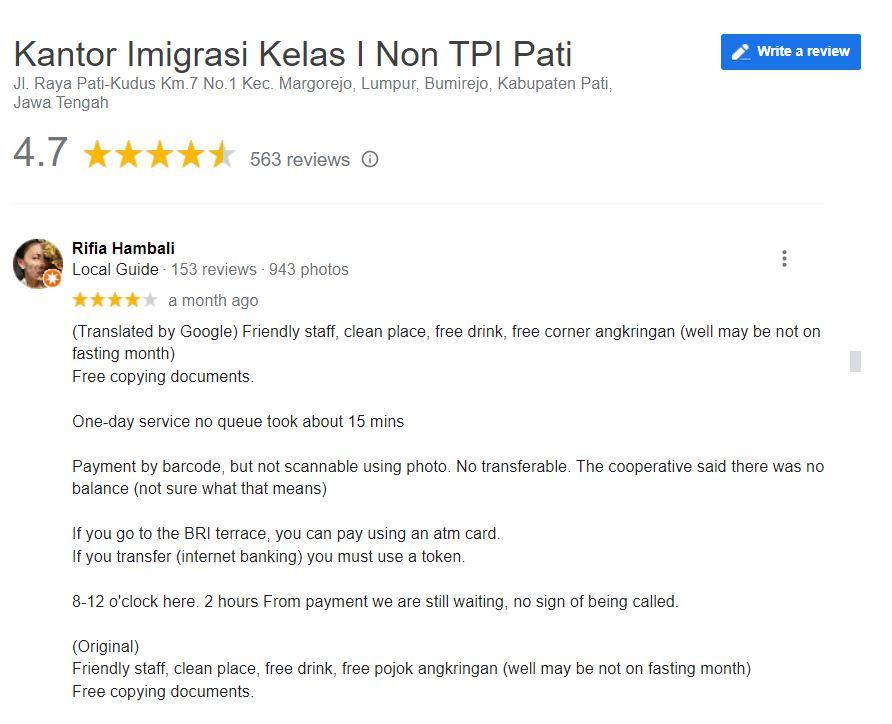 Kantor Imigrasi Kelas I Non TPI Pati
Write a review
Jl. Raya Pati-Kudus Km.7 No.1 Kec. Margorejo, Lumpur, Bumirejo, Kabupaten Pati,
Jawa Tengah
4.7
563 reviews
Rifia Hambali
Local Guide · 153 reviews · 943 photos
a month ago
(Translated by Google) Friendly staff, clean place, free drink, free corner angkringan (well may be not on
fasting month)
Free copying documents.
One-day service no queue took about 15 mins
Payment by barcode, but not scannable using photo. No transferable. The cooperative said there was no
balance (not sure what that means)
If you go to the BRI terrace, you can pay using an atm card.
If you transfer (internet banking) you must use a token.
8-12 o'clock here. 2 hours From payment we are still waiting, no sign of being called.
(Original)
Friendly staff, clean place, free drink, free pojok angkringan (well may be not on fasting month)
Free copying documents.